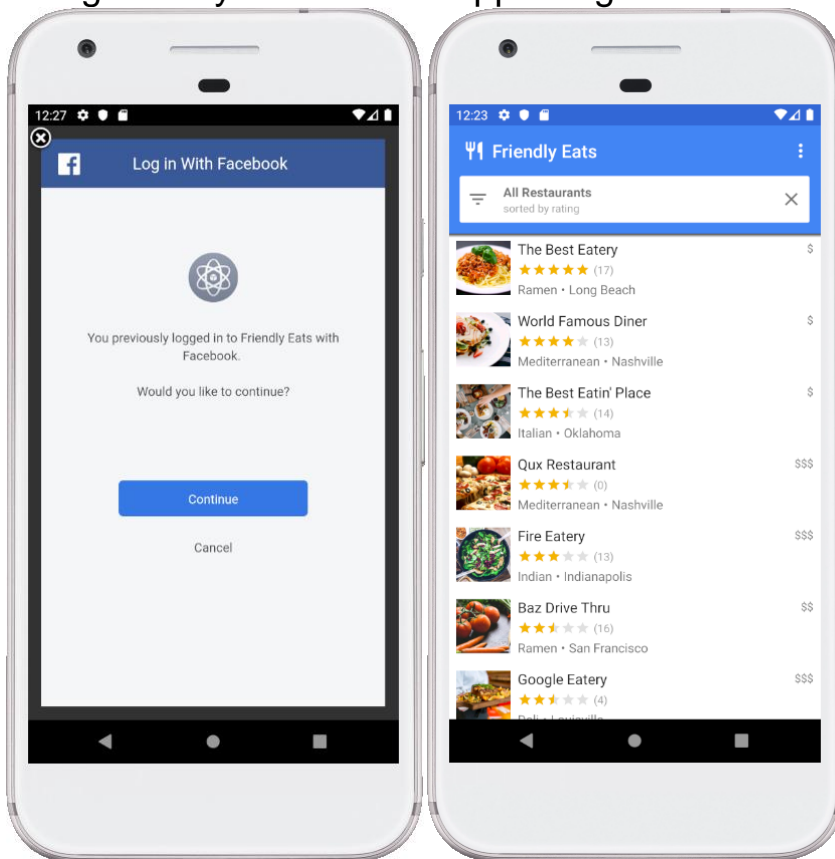 12:27
Log in With Facebook
You previously logged in to Friendly Eats with
Facebook.
Would you like to continue?
Continue
Cancel
12:23
Friendly Eats
All Restaurants
sorted by rating
The Best Eatery $
(17)
Ramen • Long Beach
World Famous Diner $
(13)
Mediterranean • Nashville
The Best Eatin' Place $
(14)
Italian • Oklahoma
Qux Restaurant $$$
(0)
Mediterranean • Nashville
Fire Eatery $$$
(13)
Indian • Indianapolis
Baz Drive Thru $$
(16)
Ramen • San Francisco
Google Eatery $$$
(4)